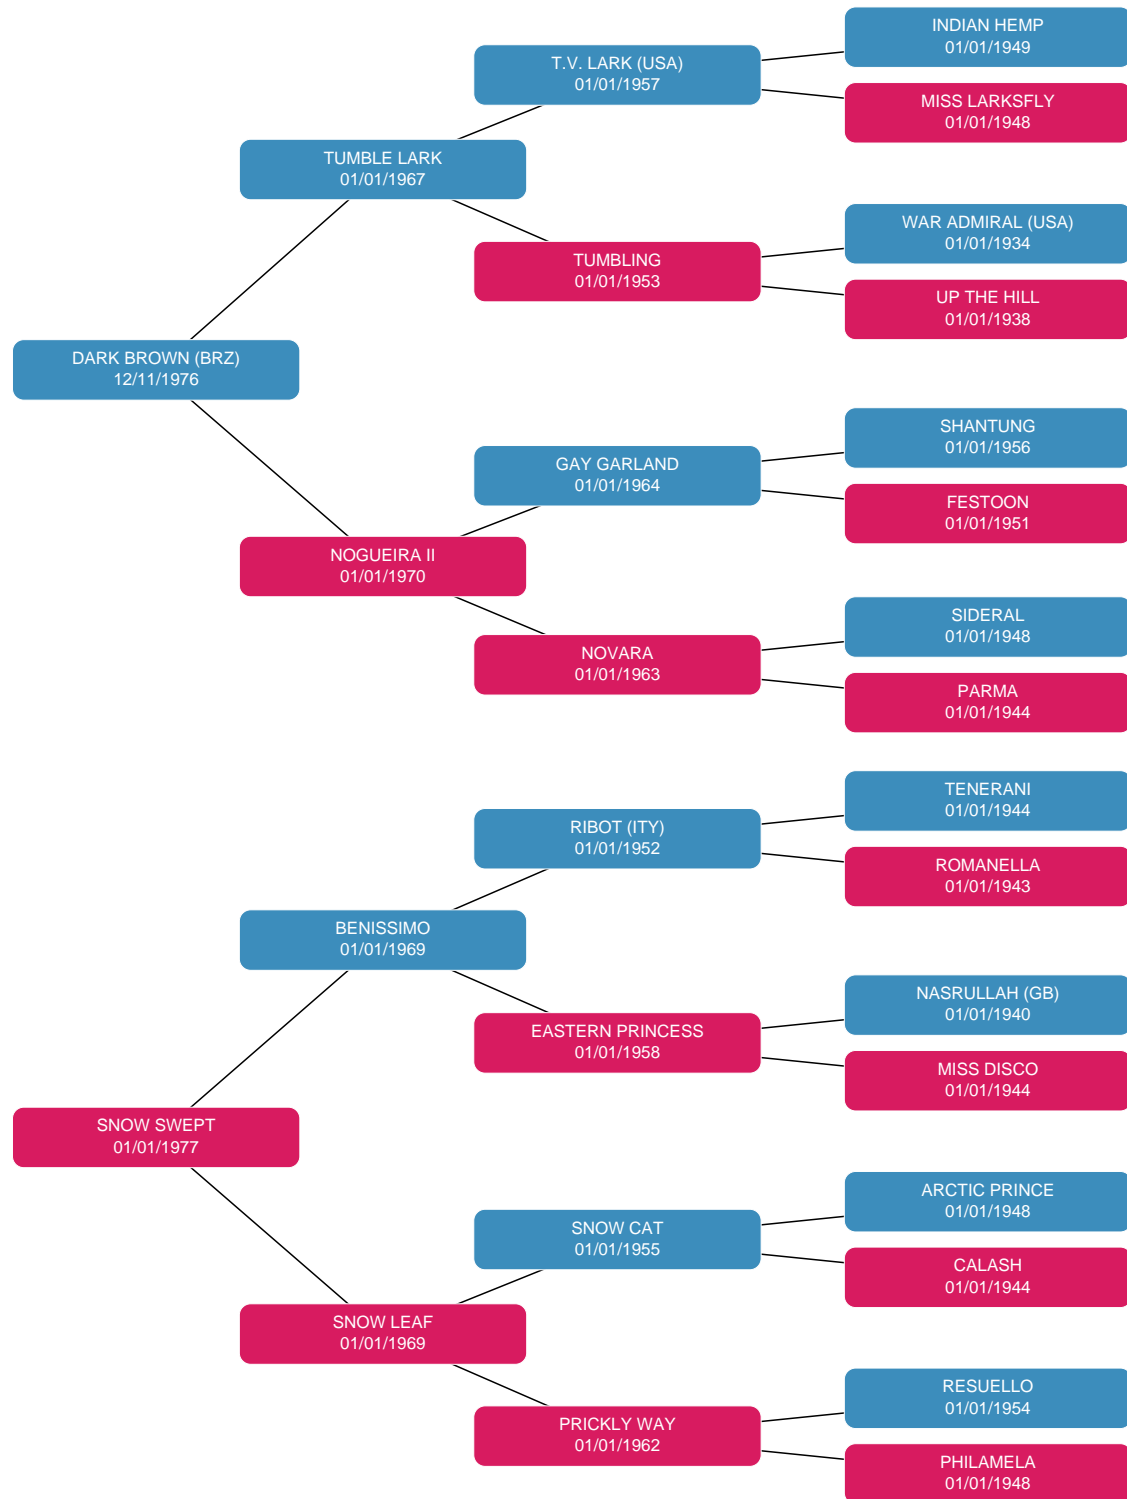 INDIAN HEMP
01/01/1949
T.V. LARK (USA)
01/01/1957
MISS LARKSFLY
01/01/1948
TUMBLE LARK
01/01/1967
WAR ADMIRAL (USA)
01/01/1934
TUMBLING
01/01/1953
UP THE HILL
01/01/1938
DARK BROWN (BRZ)
12/11/1976
SHANTUNG
01/01/1956
GAY GARLAND
01/01/1964
FESTOON
01/01/1951
NOGUEIRA II
01/01/1970
SIDERAL
01/01/1948
NOVARA
01/01/1963
PARMA
01/01/1944
TENERANI
01/01/1944
RIBOT (ITY)
01/01/1952
ROMANELLA
01/01/1943
BENISSIMO
01/01/1969
NASRULLAH (GB)
01/01/1940
EASTERN PRINCESS
01/01/1958
MISS DISCO
01/01/1944
SNOW SWEPT
01/01/1977
ARCTIC PRINCE
01/01/1948
SNOW CAT
01/01/1955
CALASH
01/01/1944
SNOW LEAF
01/01/1969
RESUELLO
01/01/1954
PRICKLY WAY
01/01/1962
PHILAMELA
01/01/1948